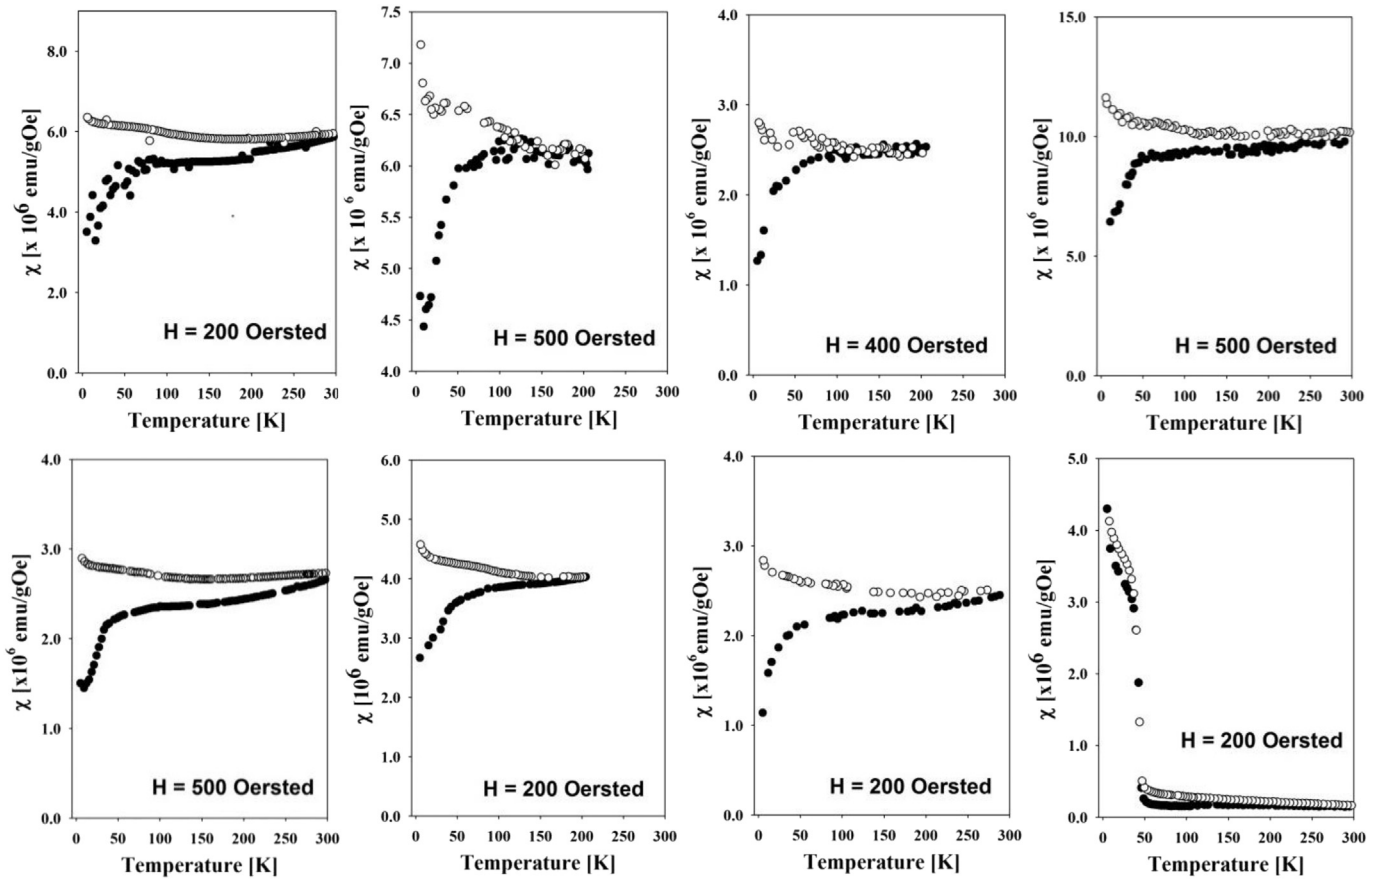 8.0
6.0
4.0
2.0
0.0
χ [x 10⁶ emu/gOe]
H = 200 Oersted
0 50 100 150 200 250 30
Temperature [K]
7.5
7.0
6.5
6.0
5.5
5.0
4.5
4.0
χ [x 10⁶ emu/gOe]
H = 500 Oersted
0 50 100 150 200 250 300
Temperature [K]
4.0
3.0
2.0
1.0
0.0
χ [x 10⁶ emu/gOe]
H = 400 Oersted
0 50 100 150 200 250 300
Temperature [K]
15.0
10.0
5.0
0.0
χ [x 10⁶ emu/gOe]
H = 500 Oersted
0 50 100 150 200 250 300
Temperature [K]
4.0
3.0
2.0
1.0
0.0
χ [x10⁶ emu/gOe]
H = 500 Oersted
0 50 100 150 200 250 300
Temperature [K]
6.0
5.0
4.0
3.0
2.0
1.0
0.0
χ [10⁶ emu/gOe]
H = 200 Oersted
0 50 100 150 200 250 300
Temperature [K]
4.0
3.0
2.0
1.0
0.0
χ [x10⁶ emu/gOe]
H = 200 Oersted
0 50 100 150 200 250 300
Temperature [K]
5.0
4.0
3.0
2.0
1.0
0.0
χ [x10⁶ emu/gOe]
H = 200 Oersted
0 50 100 150 200 250 300
Temperature [K]